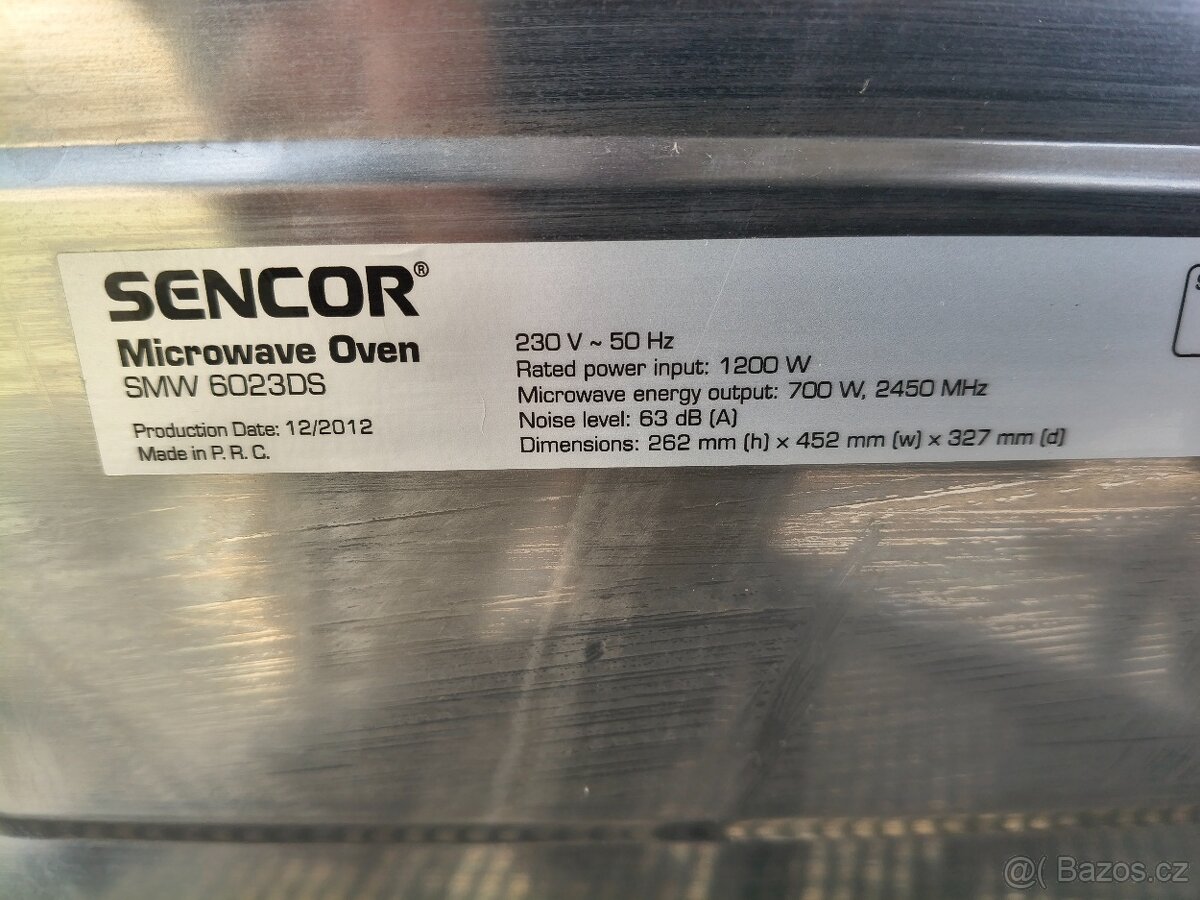 SENCOR®
Microwave Oven
SMW 6023DS
Production Date: 12/2012
Made in P. R. C.
230 V ~ 50 Hz
Rated power input: 1200 W
Microwave energy output: 700 W, 2450 MHz
Noise level: 63 dB (A)
Dimensions: 262 mm (h) x 452 mm (w) x 327 mm (d)
@( Bazos.cz